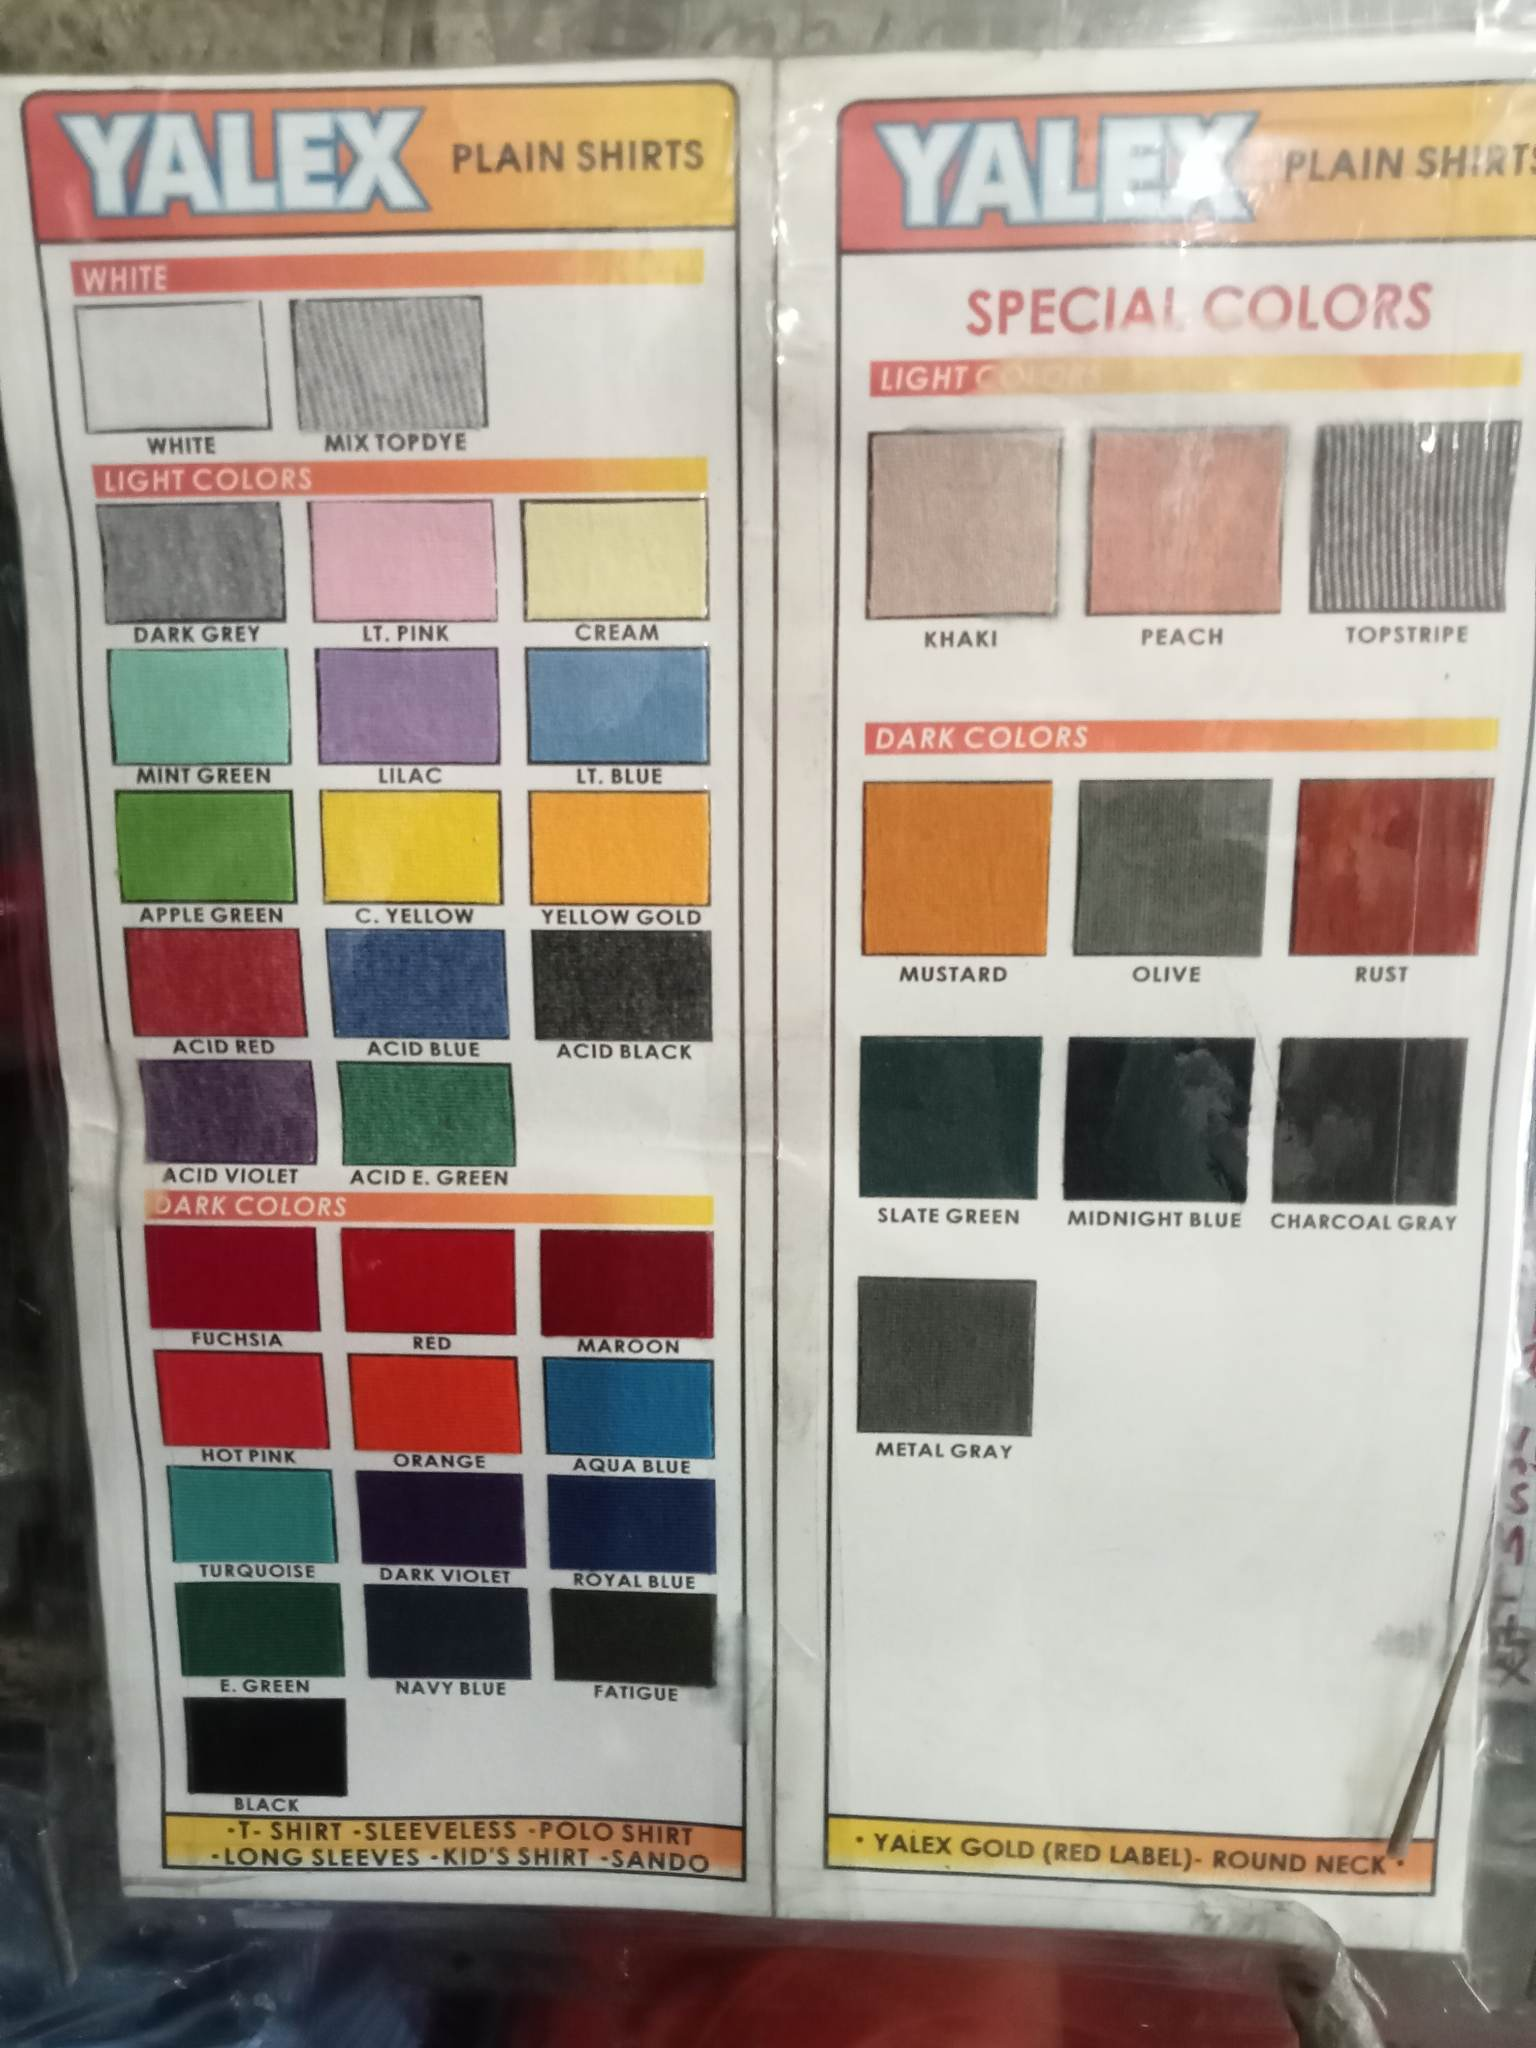 YALEX PLAIN SHIRTS
WHITE
WHITE MIX TOPDYE
LIGHT COLORS
DARK GREY LT. PINK CREAM
MINT GREEN LILAC LT. BLUE
APPLE GREEN C. YELLOW YELLOW GOLD
ACID RED ACID BLUE ACID BLACK
ACID VIOLET ACID E. GREEN
DARK COLORS
FUCHSIA RED MAROON
HOT PINK ORANGE AQUA BLUE
TURQUOISE DARK VIOLET ROYAL BLUE
E. GREEN NAVY BLUE FATIGUE
BLACK
·T- SHIRT -SLEEVELESS -POLO SHIRT
·LONG SLEEVES -KID'S SHIRT -SANDO
YALEX PLAIN SHIRTS
SPECIAL COLORS
LIGHT COLORS
KHAKI PEACH TOPSTRIPE
DARK COLORS
MUSTARD OLIVE RUST
SLATE GREEN MIDNIGHT BLUE CHARCOAL GRAY
METAL GRAY
· YALEX GOLD (RED LABEL)- ROUND NECK ·